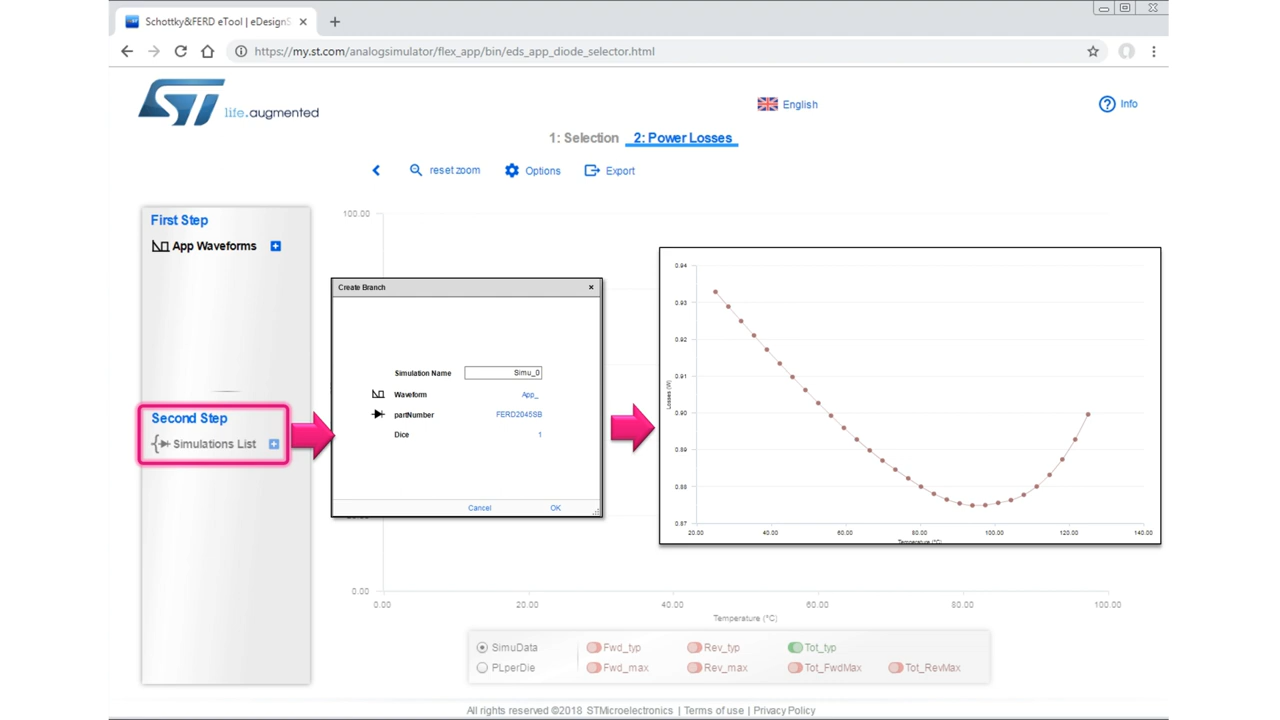 Schottky&FERD eTool | eDesignS
https://my.st.com/analogsimulator/flex_app/bin/eds_app_diode_selector.html
ST life.augmented
English
Info
1: Selection 2: Power Losses
reset zoom Options Export
First Step
App Waveforms
Second Step
Simulations List
100.00
0.00
0.00 20.00 40.00 60.00 80.00 100.00
Temperature (°C)
Create Branch
Simulation Name Simu_0
Waveform App_
partNumber FERD2045SB
Dice 1
Cancel OK
0.94
0.93
0.92
0.91
0.90
0.89
0.88
0.87
Losses (W)
20.00 40.00 60.00 80.00 100.00 120.00 140.00
Temperature (°C)
SimuData Fwd_typ Rev_typ Tot_typ
PLperDie Fwd_max Rev_max Tot_FwdMax Tot_RevMax
All rights reserved ©2018 STMicroelectronics | Terms of use | Privacy Policy